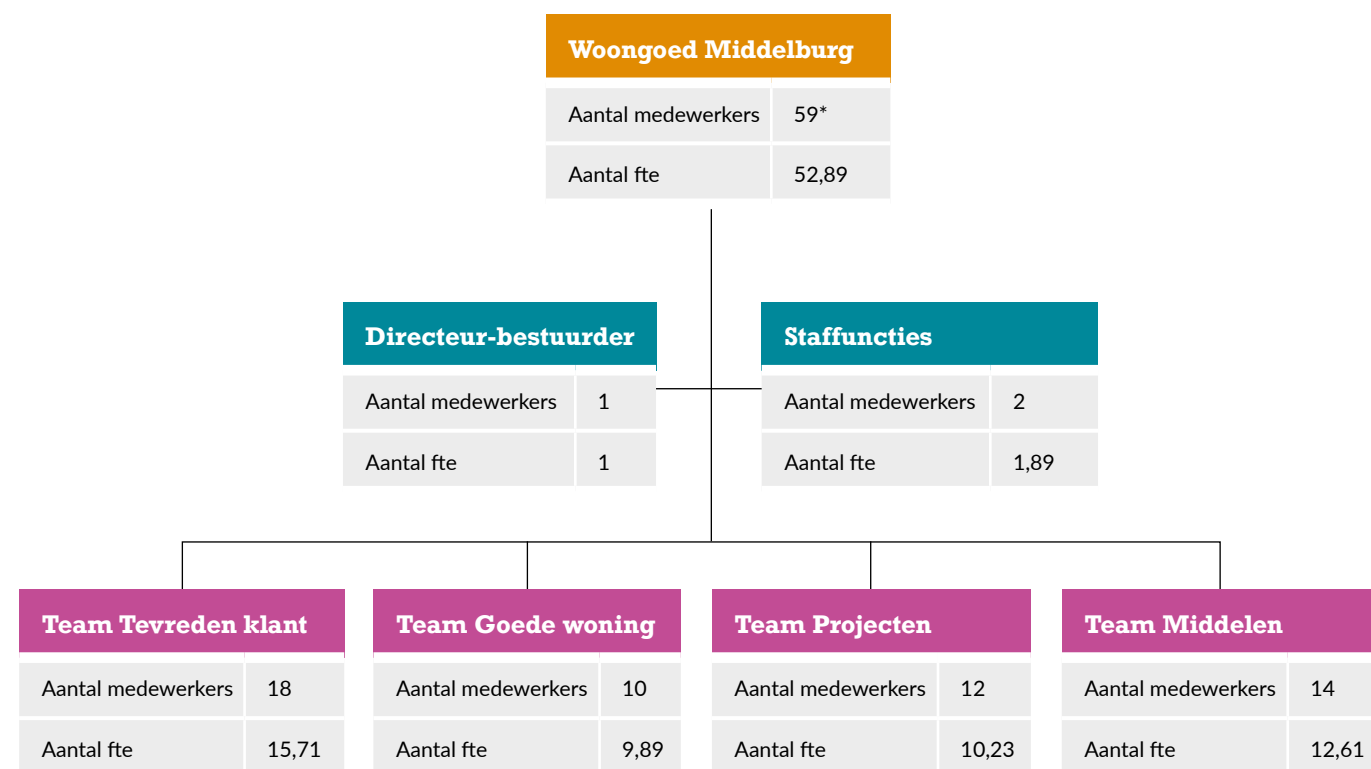 Woongoed Middelburg
Aantal medewerkers 59*
Aantal fte 52,89
Directeur-bestuurder
Aantal medewerkers 1
Aantal fte 1
Staffuncties
Aantal medewerkers 2
Aantal fte 1,89
Team Tevreden klant
Aantal medewerkers 18
Aantal fte 15,71
Team Goede woning
Aantal medewerkers 10
Aantal fte 9,89
Team Projecten
Aantal medewerkers 12
Aantal fte 10,23
Team Middelen
Aantal medewerkers 14
Aantal fte 12,61